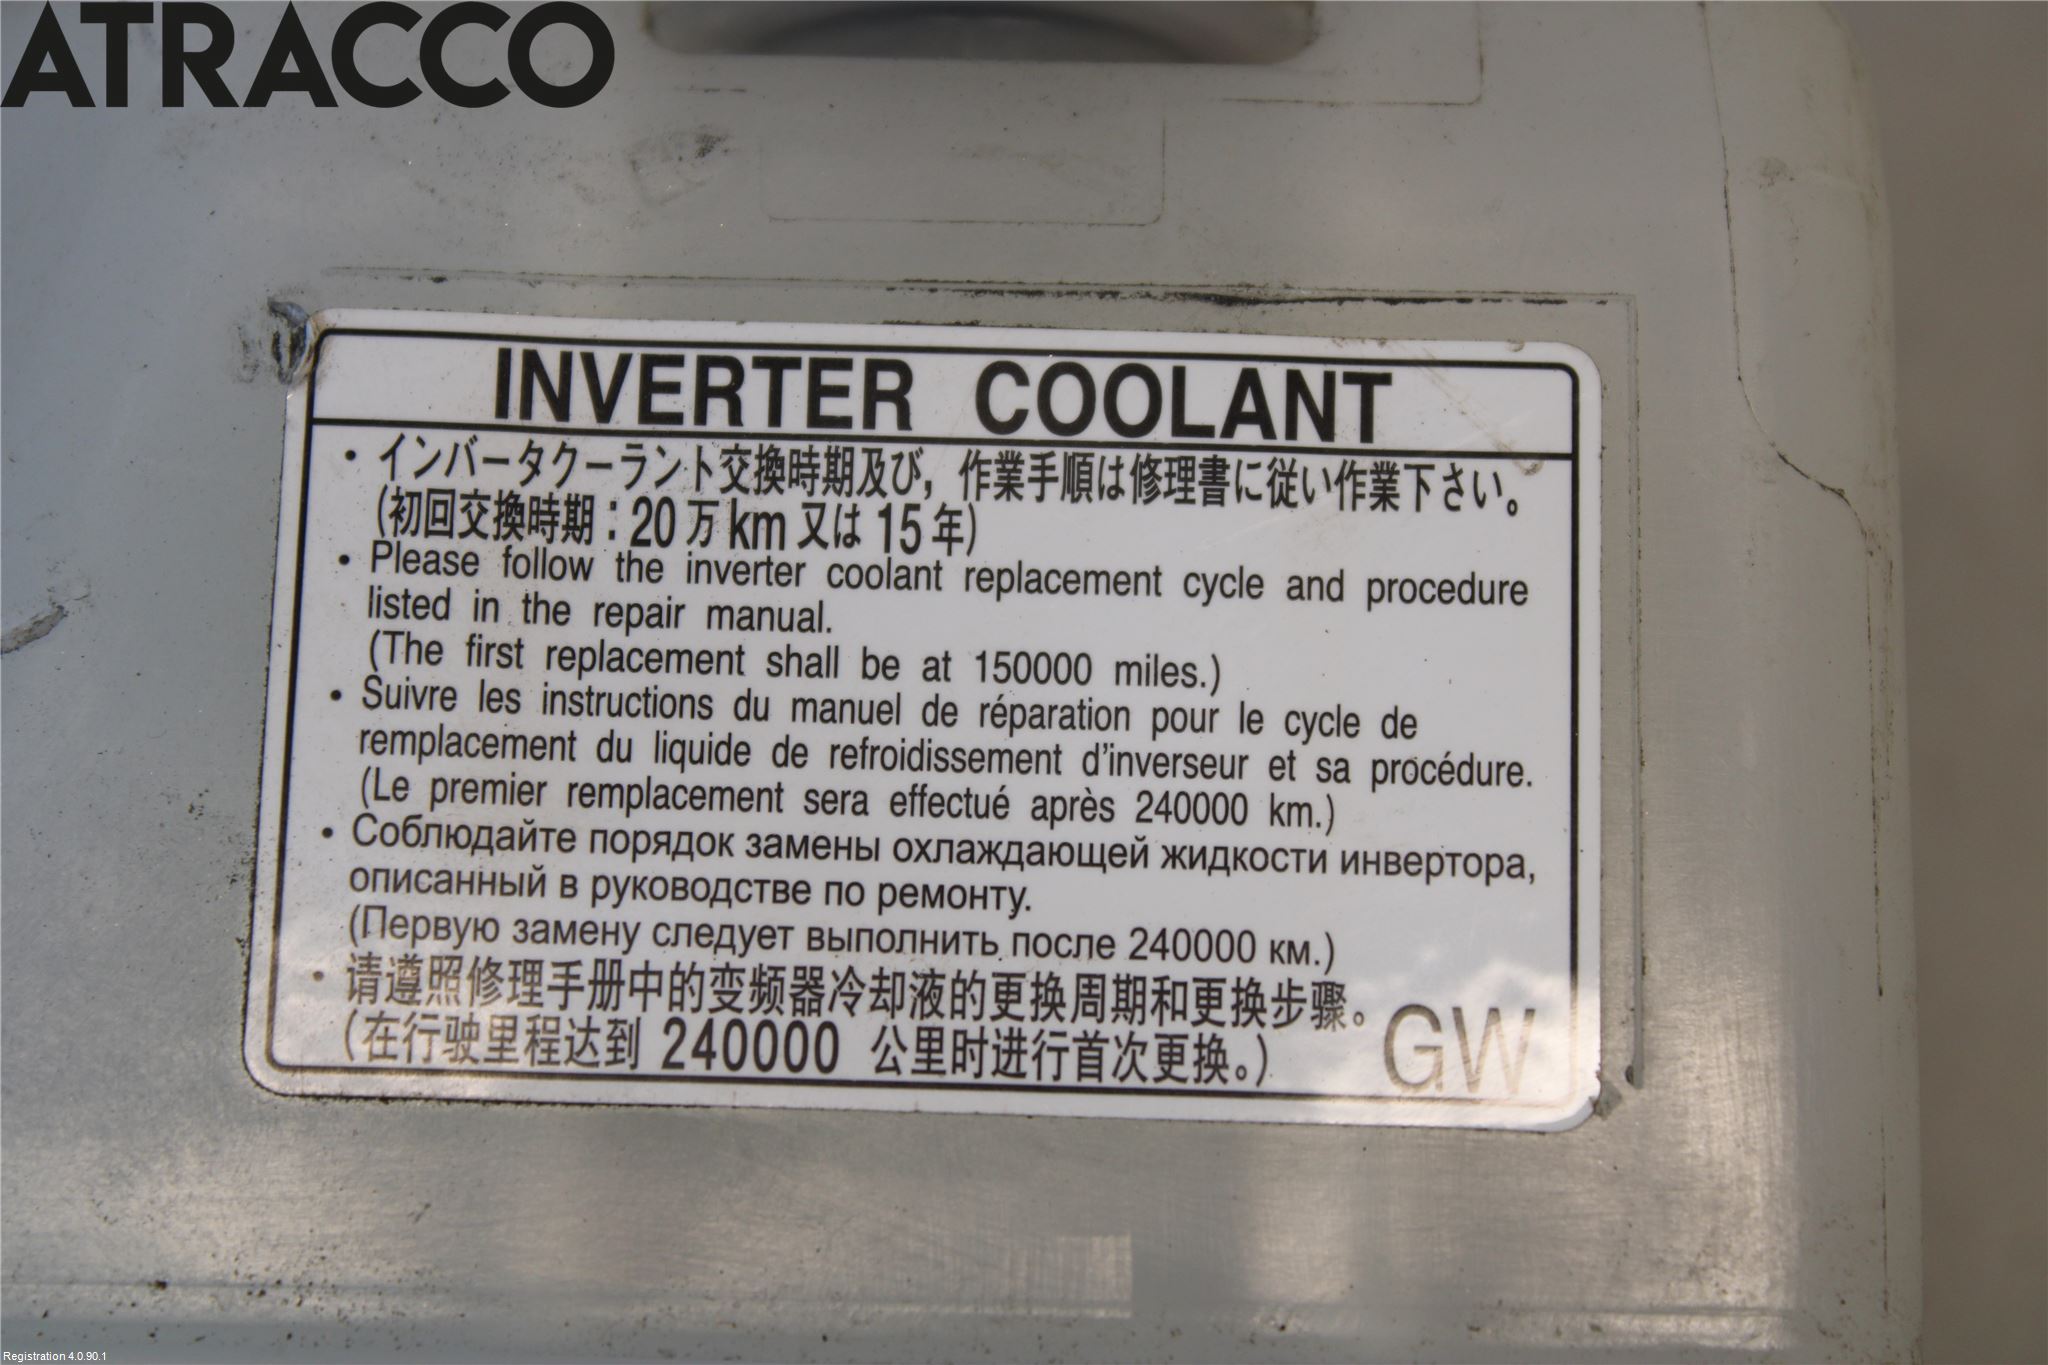 ATRACCO
INVERTER COOLANT
・インバータクーラント交換時期及び，作業手順は修理書に従い作業下さい。
(初回交換時期：20万km又は15年)
・Please follow the inverter coolant replacement cycle and procedure
listed in the repair manual.
(The first replacement shall be at 150000 miles.)
・Suivre les instructions du manuel de réparation pour le cycle de
remplacement du liquide de refroidissement d'inverseur et sa procédure.
(Le premier remplacement sera effectué après 240000 km.)
・Соблюдайте порядок замены охлаждающей жидкости инвертора,
описанный в руководстве по ремонту.
(Первую замену следует выполнить после 240000 км.)
・请遵照修理手册中的变频器冷却液的更换周期和更换步骤。
(在行驶里程达到 240000 公里时进行首次更换。)
GW
Registration 4.0.90.1